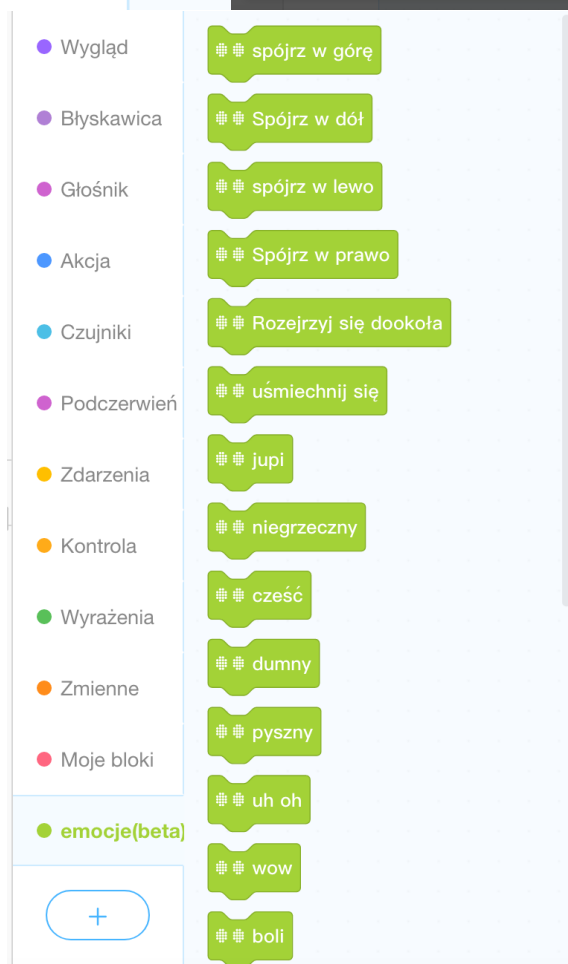 Wygląd
Błyskawica
Głośnik
Akcja
Czujniki
Podczerwień
Zdarzenia
Kontrola
Wyrażenia
Zmienne
Moje bloki
emocje(beta)
+
spójrz w górę
Spójrz w dół
spójrz w lewo
Spójrz w prawo
Rozejrzyj się dookoła
uśmiechnij się
jupi
niegrzeczny
cześć
dumny
pyszny
uh oh
wow
boli